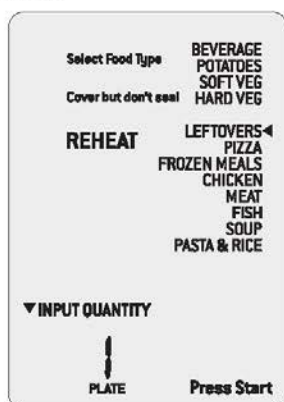 Select Food Type
BEVERAGE
POTATOES
SOFT VEG
Cover but don't seal HARD VEG
REHEAT LEFTOVERS◀
PIZZA
FROZEN MEALS
CHICKEN
MEAT
FISH
SOUP
PASTA & RICE
▼INPUT QUANTITY
1
PLATE Press Start